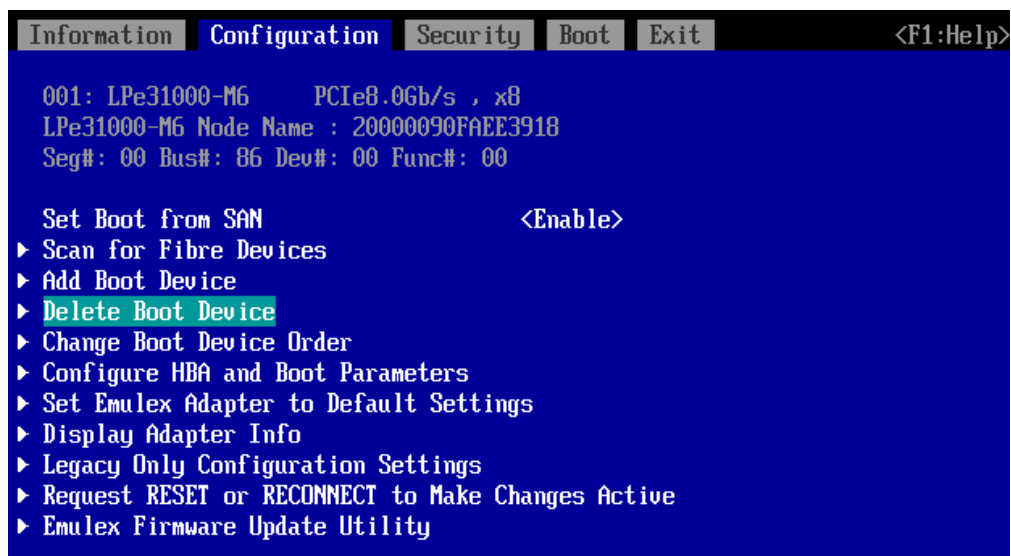 Information Configuration Security Boot Exit <F1:Help>
001: LPe31000-M6 PCIe8.0Gb/s , x8
LPe31000-M6 Node Name : 20000090FAEE3918
Seg#: 00 Bus#: 86 Dev#: 00 Func#: 00
Set Boot from SAN <Enable>
Scan for Fibre Devices
Add Boot Device
Delete Boot Device
Change Boot Device Order
Configure HBA and Boot Parameters
Set Emulex Adapter to Default Settings
Display Adapter Info
Legacy Only Configuration Settings
Request RESET or RECONNECT to Make Changes Active
Emulex Firmware Update Utility